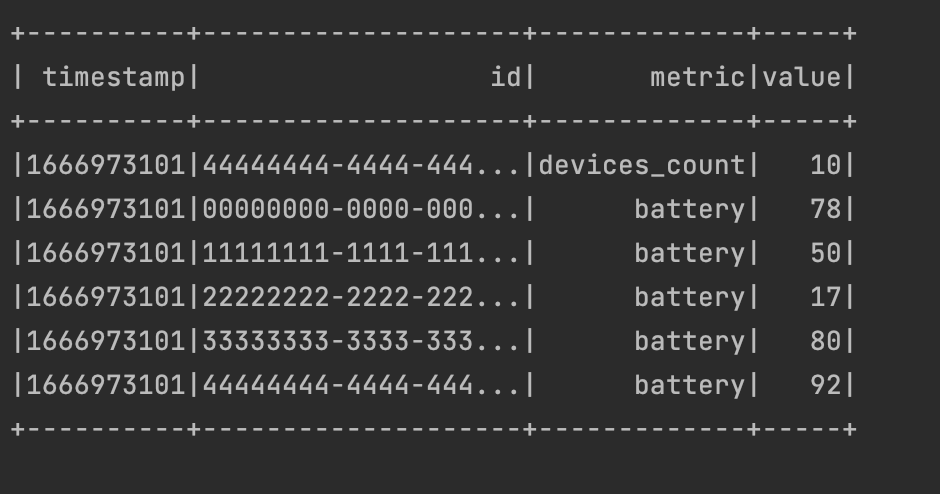 +----------+--------------------+-------------+-----+
| timestamp|                  id|       metric|value|
+----------+--------------------+-------------+-----+
|1666973101|44444444-4444-444...|devices_count|   10|
|1666973101|00000000-0000-000...|      battery|   78|
|1666973101|11111111-1111-111...|      battery|   50|
|1666973101|22222222-2222-222...|      battery|   17|
|1666973101|33333333-3333-333...|      battery|   80|
|1666973101|44444444-4444-444...|      battery|   92|
+----------+--------------------+-------------+-----+